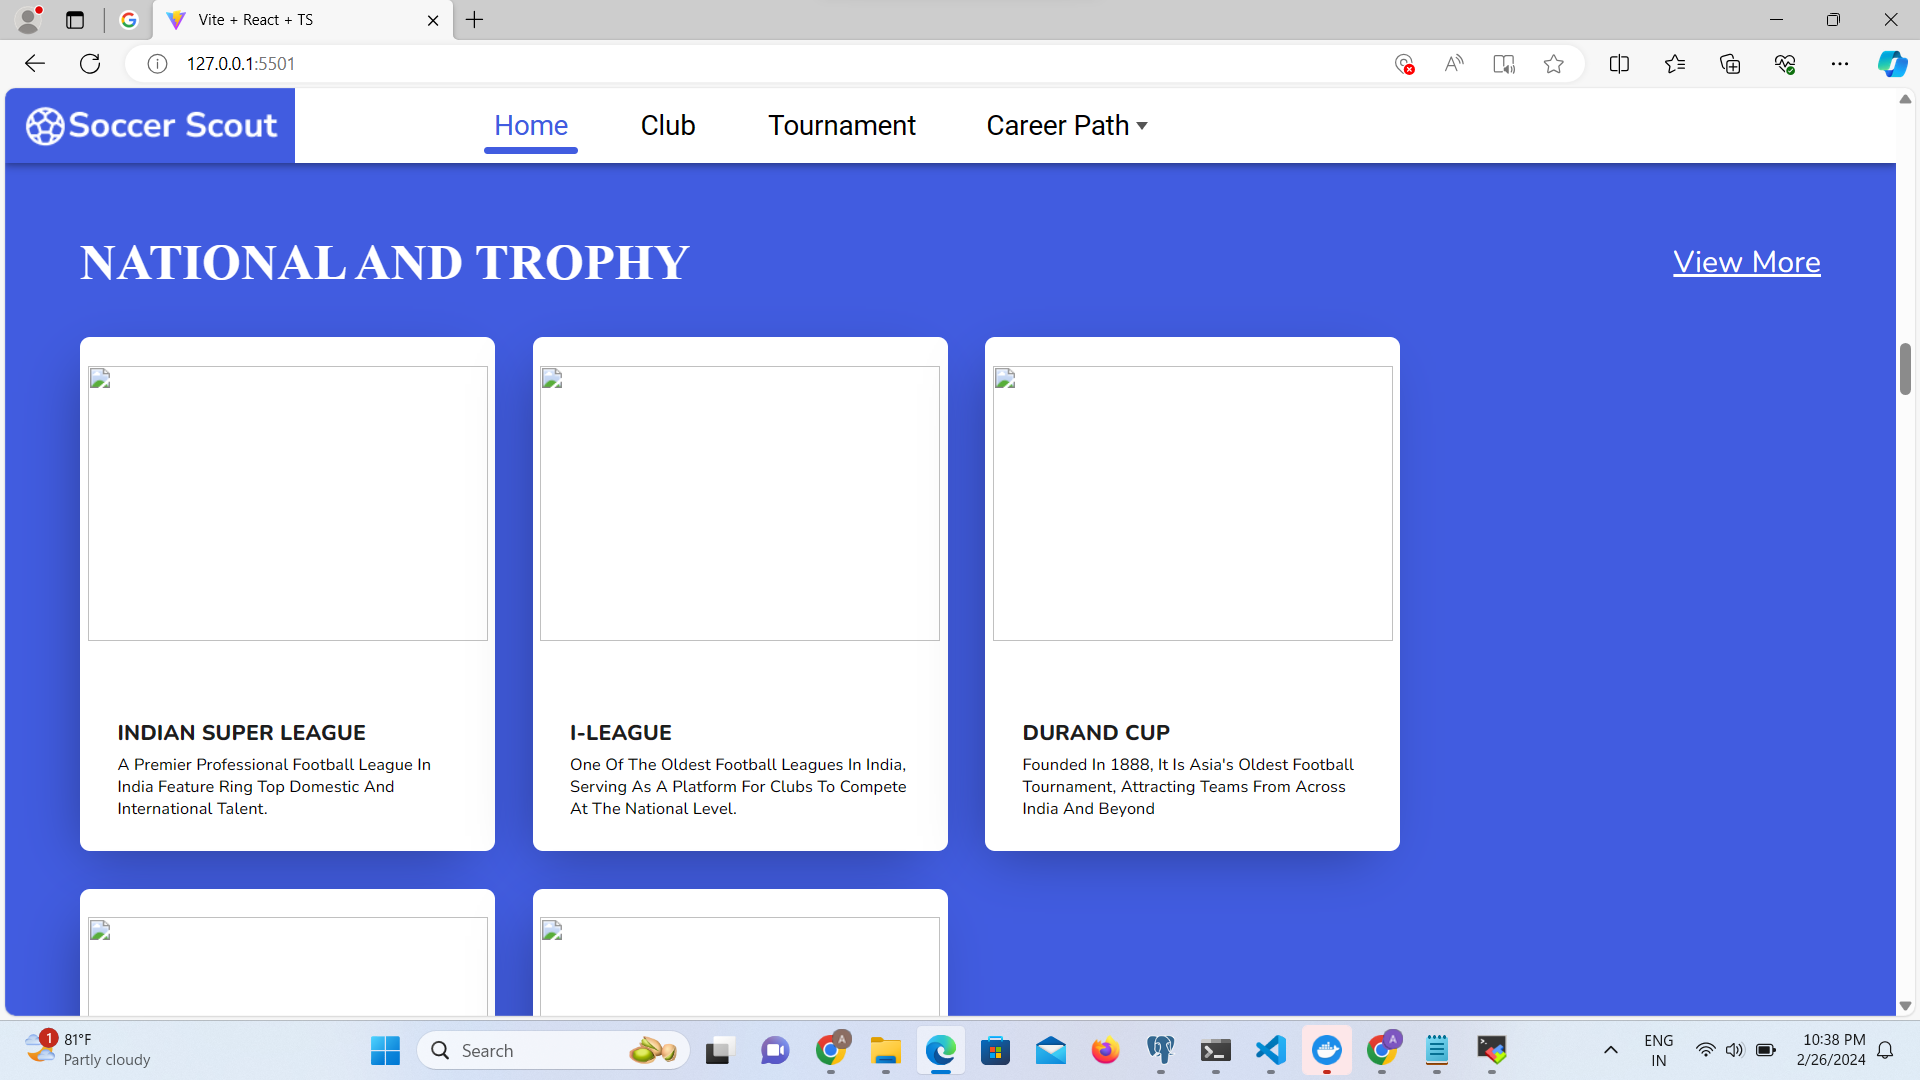 Vite + React + TS
127.0.0.1:5501
Soccer Scout
Home
Club
Tournament
Career Path
NATIONAL AND TROPHY
View More
INDIAN SUPER LEAGUE
A Premier Professional Football League In
India Feature Ring Top Domestic And
International Talent.
I-LEAGUE
One Of The Oldest Football Leagues In India,
Serving As A Platform For Clubs To Compete
At The National Level.
DURAND CUP
Founded In 1888, It Is Asia's Oldest Football
Tournament, Attracting Teams From Across
India And Beyond
1
81°F
Partly cloudy
Search
A
A
ENG
IN
10:38 PM
2/26/2024